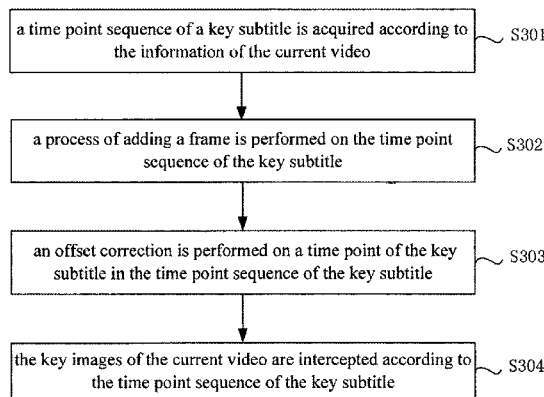 a time point sequence of a key subtitle is acquired according to
the information of the current video
S301
a process of adding a frame is performed on the time point
sequence of the key subtitle
S302
an offset correction is performed on a time point of the key
subtitle in the time point sequence of the key subtitle
S303
the key images of the current video are intercepted according to
the time point sequence of the key subtitle
S304